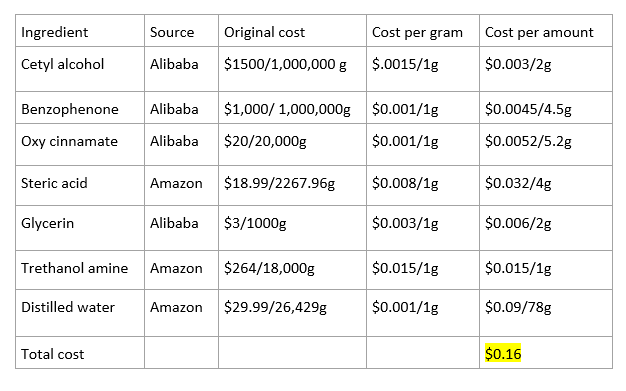 Ingredient Source Original cost Cost per gram Cost per amount
Cetyl alcohol Alibaba $1500/1,000,000 g $.0015/1g $0.003/2g
Benzophenone Alibaba $1,000/ 1,000,000g $0.001/1g $0.0045/4.5g
Oxy cinnamate Alibaba $20/20,000g $0.001/1g $0.0052/5.2g
Steric acid Amazon $18.99/2267.96g $0.008/1g $0.032/4g
Glycerin Alibaba $3/1000g $0.003/1g $0.006/2g
Trethanol amine Amazon $264/18,000g $0.015/1g $0.015/1g
Distilled water Amazon $29.99/26,429g $0.001/1g $0.09/78g
Total cost $0.16